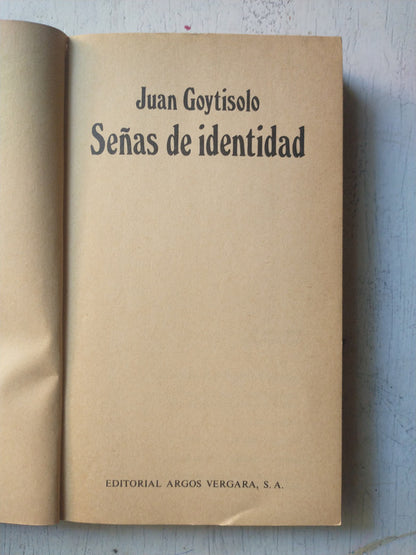 Juan Goytisolo
Señas de identidad
EDITORIAL ARGOS VERGARA, S. A.